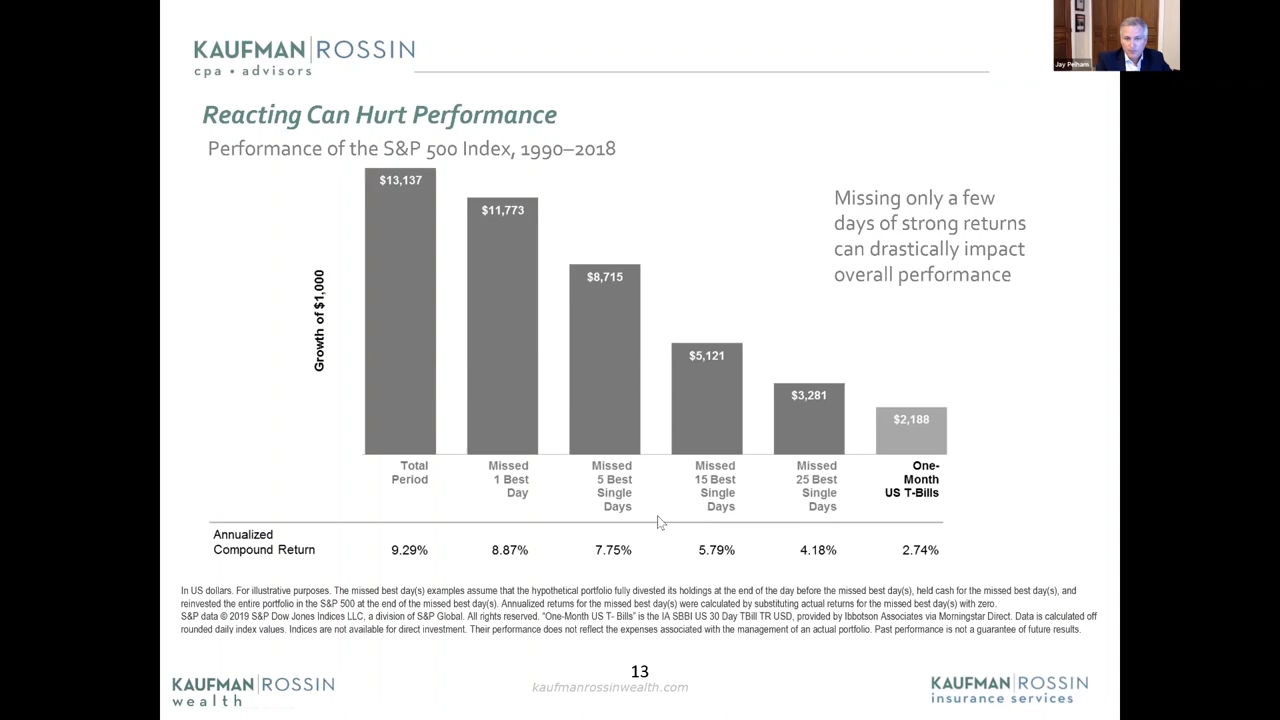 KAUFMAN ROSSIN
cpa • advisors
Jay Pelham
Reacting Can Hurt Performance
Performance of the S&P 500 Index, 1990–2018
Missing only a few
days of strong returns
can drastically impact
overall performance
Growth of $1,000
$13,137
$11,773
$8,715
$5,121
$3,281
$2,188
Total
Period
Missed
1 Best
Day
Missed
5 Best
Single
Days
Missed
15 Best
Single
Days
Missed
25 Best
Single
Days
One-
Month
US T-Bills
Annualized
Compound Return
9.29%
8.87%
7.75%
5.79%
4.18%
2.74%
In US dollars. For illustrative purposes. The missed best day(s) examples assume that the hypothetical portfolio fully divested its holdings at the end of the day before the missed best day(s), held cash for the missed best day(s), and
reinvested the entire portfolio in the S&P 500 at the end of the missed best day(s). Annualized returns for the missed best day(s) were calculated by substituting actual returns for the missed best day(s) with zero.
S&P data © 2019 S&P Dow Jones Indices LLC, a division of S&P Global. All rights reserved. "One-Month US T- Bills" is the IA SBBI US 30 Day TBill TR USD, provided by Ibbotson Associates via Morningstar Direct. Data is calculated off
rounded daily index values. Indices are not available for direct investment. Their performance does not reflect the expenses associated with the management of an actual portfolio. Past performance is not a guarantee of future results.
KAUFMAN ROSSIN
wealth
13
kaufmanrossinwealth.com
KAUFMAN ROSSIN
insurance services